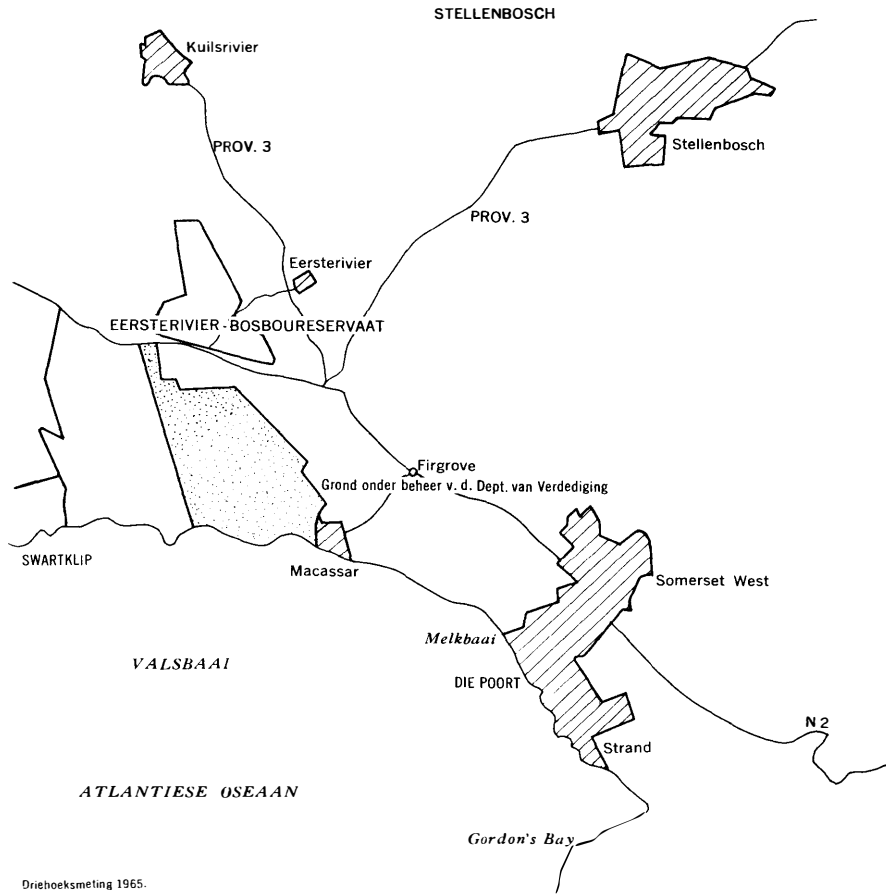 STELLENBOSCH
Kuilsrivier
PROV. 3
Stellenbosch
PROV. 3
Eersterivier
EERSTERIVIER - BOSBOURESERVAAT
Firgrove
Grond onder beheer v. d. Dept. van Verdediging
SWARTKLIP
Macassar
Somerset West
Melkbaai
VALSBAAI
DIE POORT
N 2
Strand
ATLANTIESE OSEAAN
Gordon's Bay
Driehoeksmeting 1965.